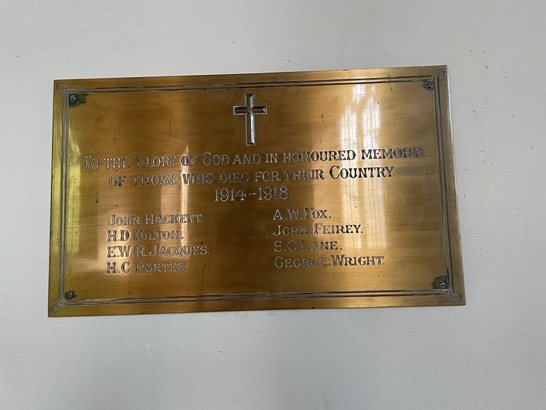 To the Glory of God and in honoured memory
of those who died for their Country
1914-1918.
John Hackett.
H.D. Hilton.
E.W.R. Jacques.
H.C. Porter.
A.W. Fox.
John Feirey.
S.C. Lane.
George Wright.